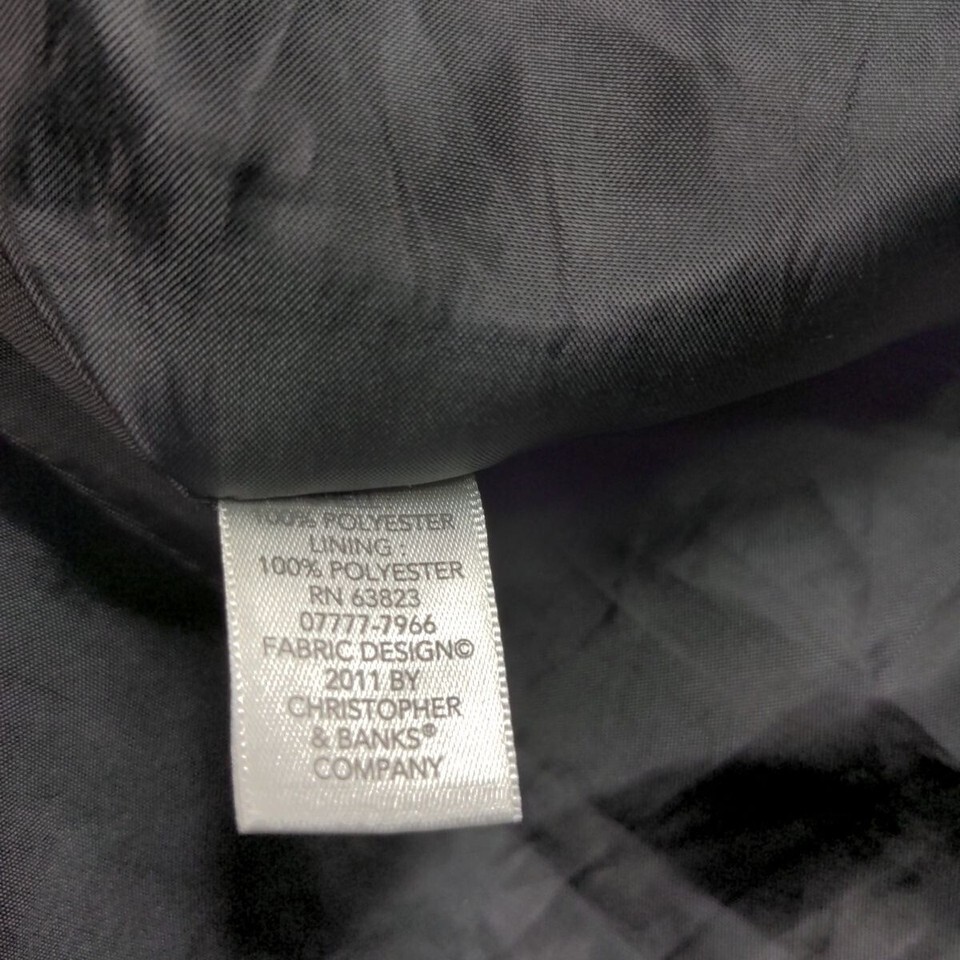 100% POLYESTER
LINING :
100% POLYESTER
RN 63823
07777-7966
FABRIC DESIGN©
2011 BY
CHRISTOPHER
& BANKS®
COMPANY